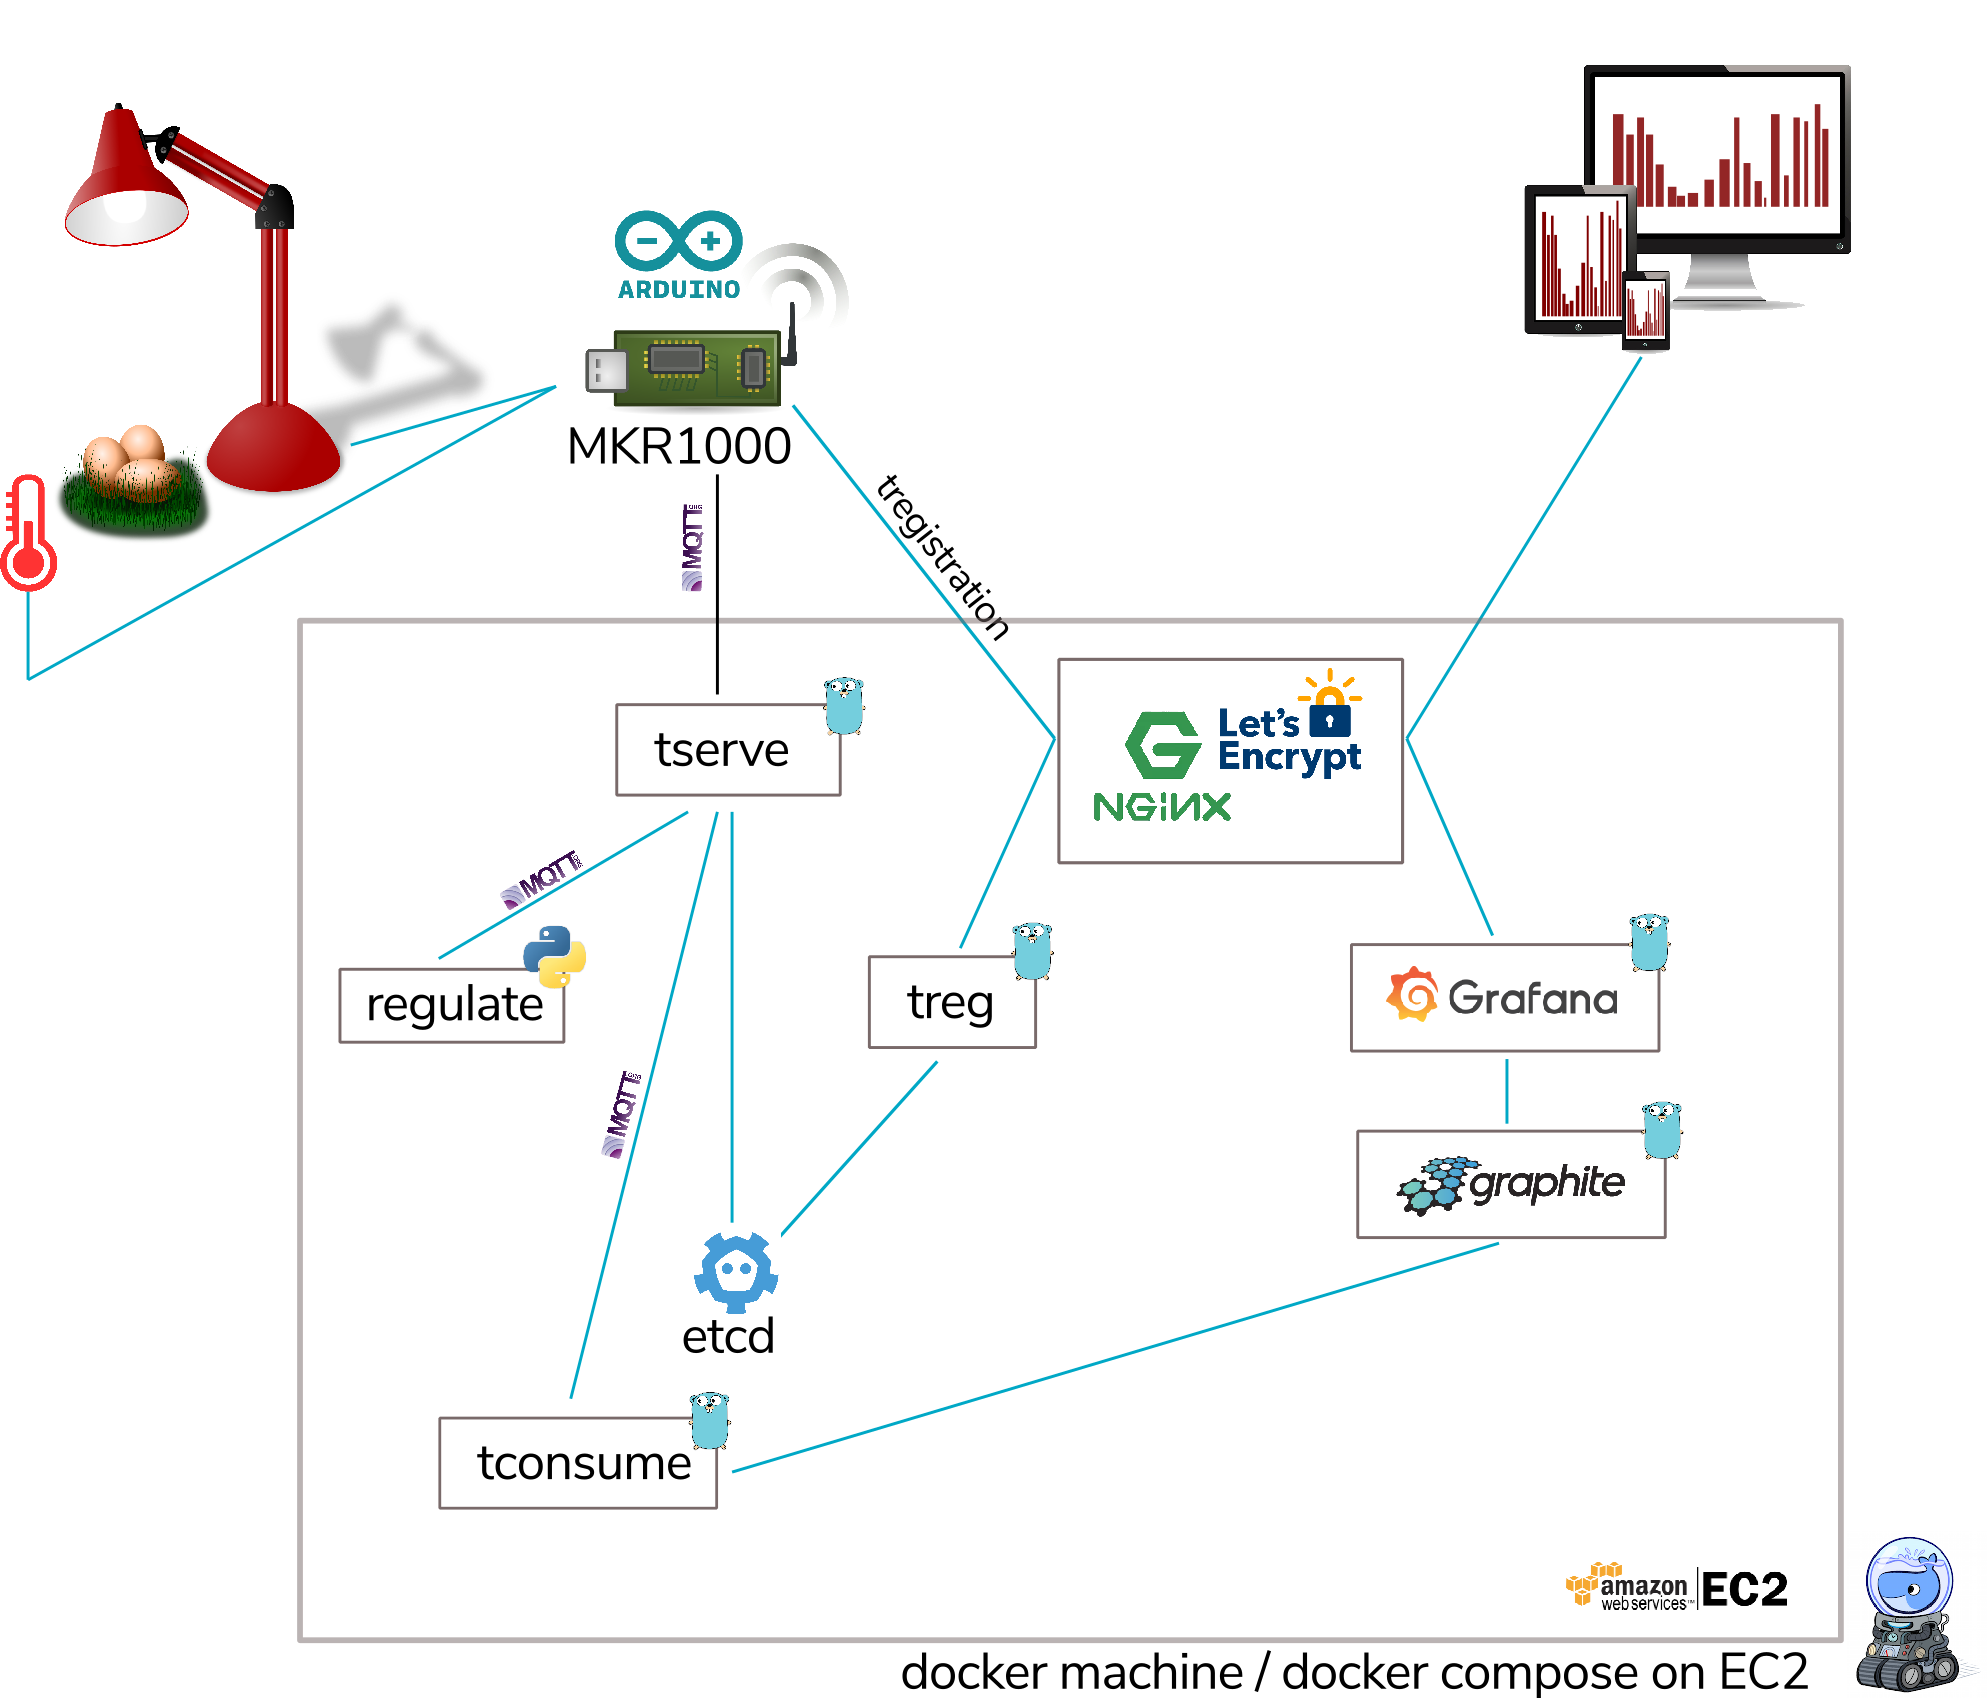 ARDUINO
MKR1000
MQTT
tregistration
Let's
Encrypt
NGiNX
tserve
MQTT
regulate
treg
Grafana
MQTT
graphite
etcd
tconsume
amazon
web services™
EC2
docker machine / docker compose on EC2